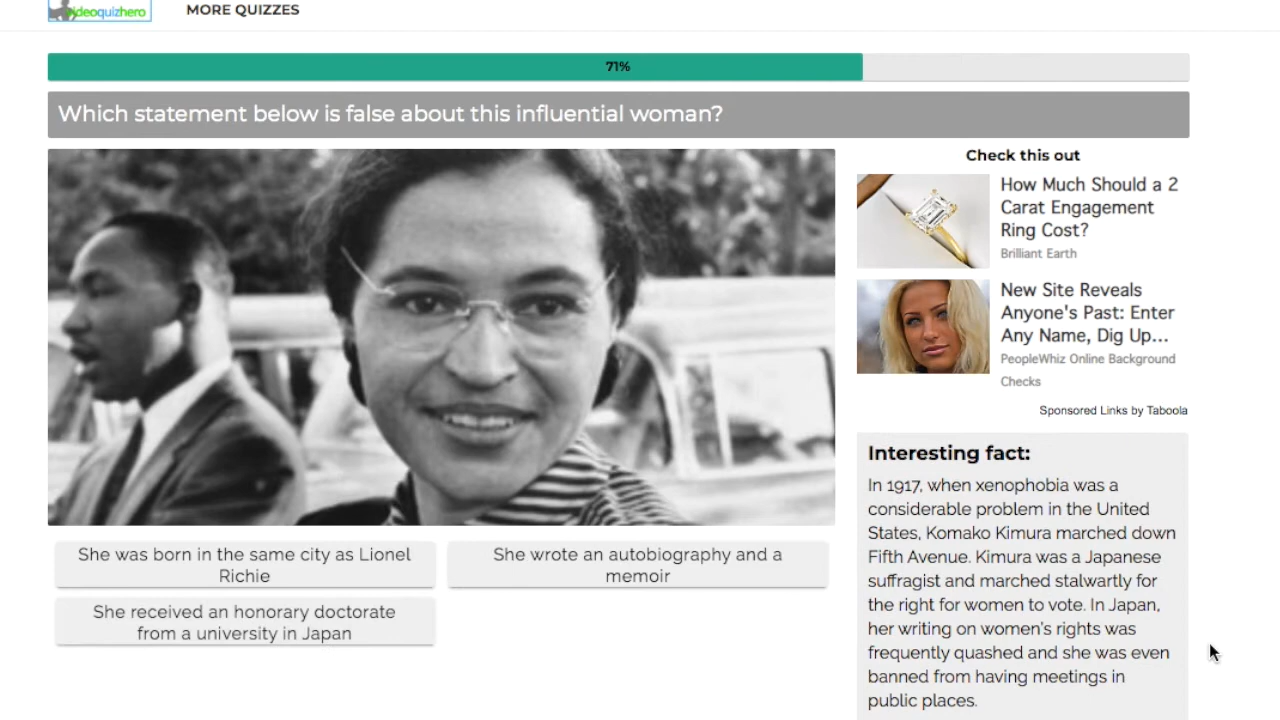 ideoquizhero
MORE QUIZZES
71%
Which statement below is false about this influential woman?
Check this out
How Much Should a 2
Carat Engagement
Ring Cost?
Brilliant Earth
New Site Reveals
Anyone's Past: Enter
Any Name, Dig Up...
PeopleWhiz Online Background
Checks
Sponsored Links by Taboola
She was born in the same city as Lionel
Richie
She wrote an autobiography and a
memoir
She received an honorary doctorate
from a university in Japan
Interesting fact:
In 1917, when xenophobia was a
considerable problem in the United
States, Komako Kimura marched down
Fifth Avenue. Kimura was a Japanese
suffragist and marched stalwartly for
the right for women to vote. In Japan,
her writing on women's rights was
frequently quashed and she was even
banned from having meetings in
public places.